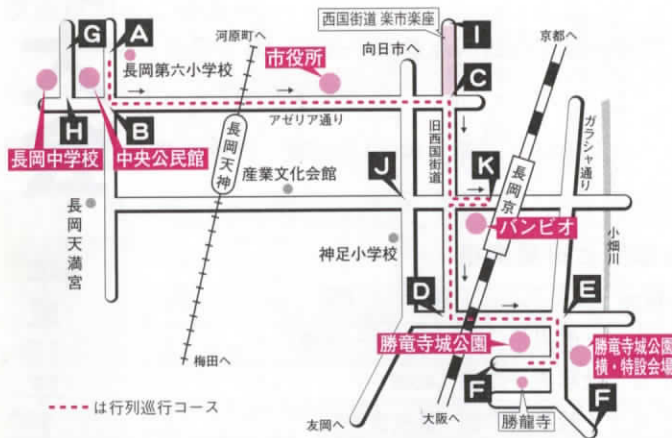 西国街道 楽市楽座
G
A
I
河原町へ
向日市へ
京都へ
長岡第六小学校
市役所
C
H
B
アゼリア通り
長岡中学校
中央公民館
旧西国街道
ガラシャ通り
長岡天神
産業文化会館
J
K
長岡京
バンビオ
小畑川
長岡天満宮
神足小学校
D
E
勝竜寺城公園
勝竜寺城公園
横・特設会場
梅田へ
F
勝龍寺
F
は行列巡行コース
友岡へ
大阪へ